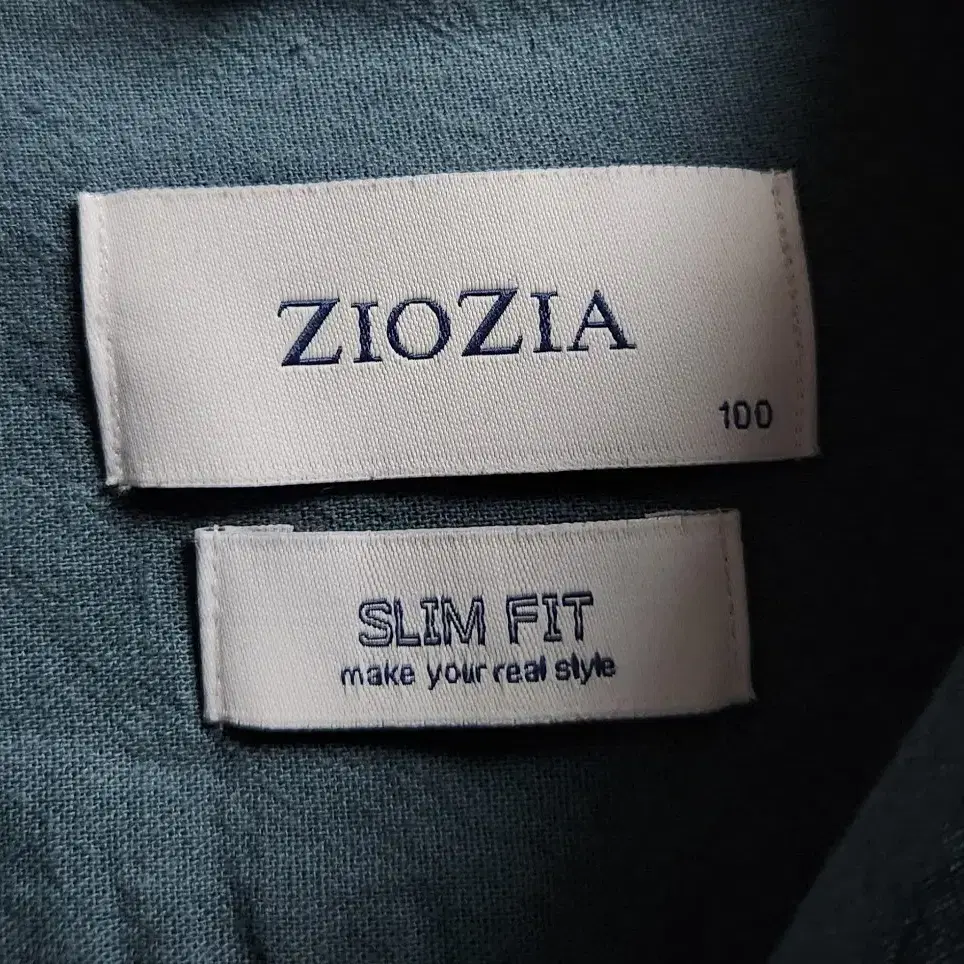 ZIOZIA
100
SLIM FIT
make your real style